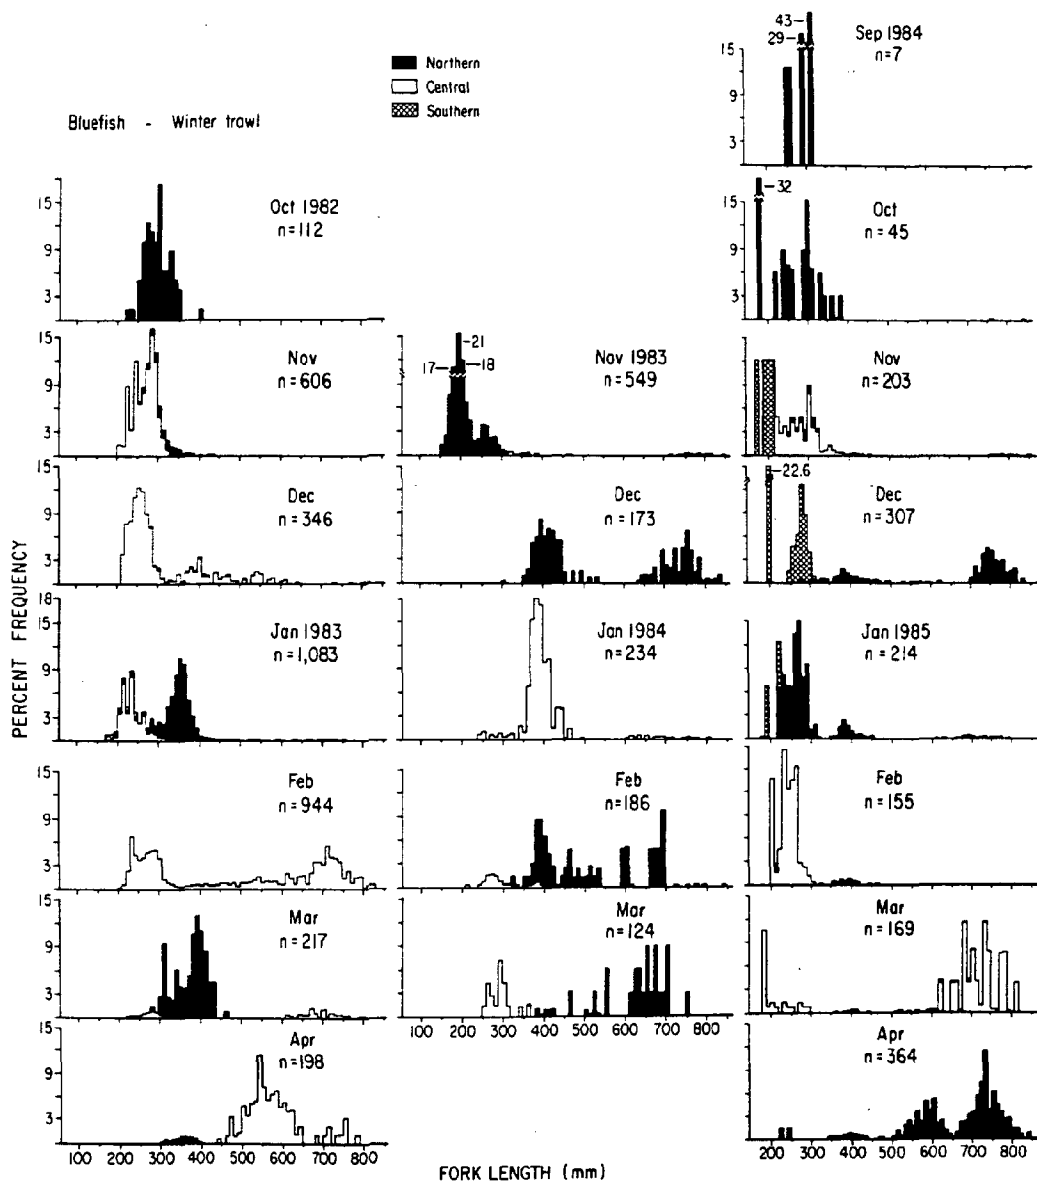 43
29
Sep 1984
n=7
15
9
3
Northern
Central
Southern
Bluefish - Winter trawl
15
9
3
Oct 1982
n=112
15
9
3
32
Oct
n=45
15
9
3
Nov
n=606
17
21
18
Nov 1983
n=549
Nov
n=203
15
9
3
Dec
n=346
Dec
n=173
22.6
Dec
n=307
PERCENT FREQUENCY
18
15
9
3
Jan 1983
n=1,083
Jan 1984
n=234
Jan 1985
n=214
15
9
3
Feb
n=944
Feb
n=186
Feb
n=155
15
9
3
Mar
n=217
Mar
n=124
Mar
n=169
100 200 300 400 500 600 700 800
15
9
3
Apr
n=198
Apr
n=364
100 200 300 400 500 600 700 800
200 300 400 500 600 700 800
FORK LENGTH (mm)